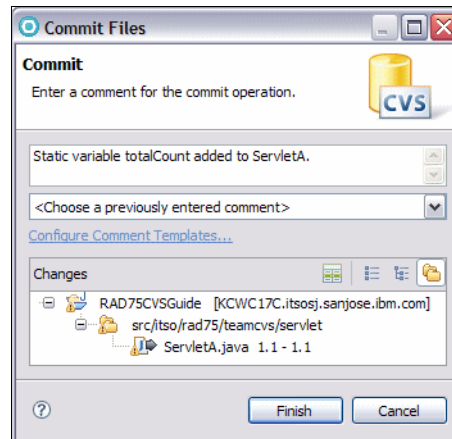 Commit Files
Commit
Enter a comment for the commit operation.
CVS
Static variable totalCount added to ServletA.
<Choose a previously entered comment>
Configure Comment Templates...
Changes
RAD75CVSGuide [KCWC17C.itsosj.sanjose.ibm.com]
src/itso/rad75/teamcvs/servlet
ServletA.java 1.1 - 1.1
Finish Cancel